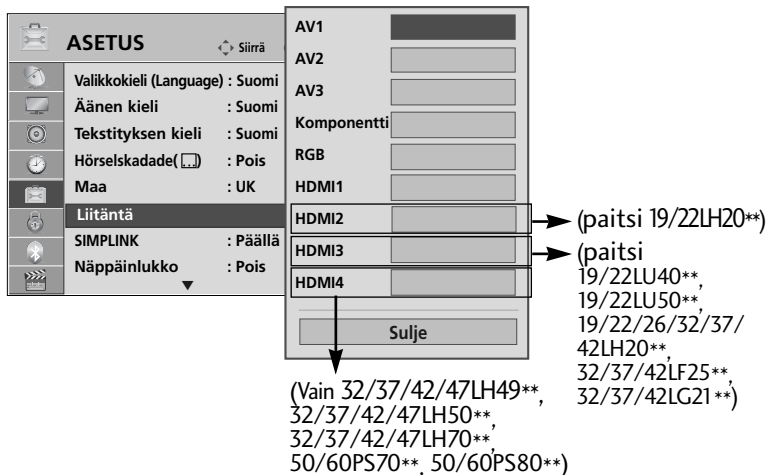 ASETUS
Siirrä
Valikkokieli (Language) : Suomi
Äänen kieli : Suomi
Tekstityksen kieli : Suomi
Hörselskadade( ) : Pois
Maa : UK
Liitäntä
SIMPLINK : Päällä
Näppäinlukko : Pois
AV1
AV2
AV3
Komponentti
RGB
HDMI1
HDMI2
HDMI3
HDMI4
Sulje
(paitsi 19/22LH20**)
(paitsi
19/22LU40**,
19/22LU50**,
19/22/26/32/37/
42LH20**,
32/37/42LF25**,
32/37/42LG21**)
(Vain 32/37/42/47LH49**,
32/37/42/47LH50**,
32/37/42/47LH70**,
50/60PS70**, 50/60PS80**)